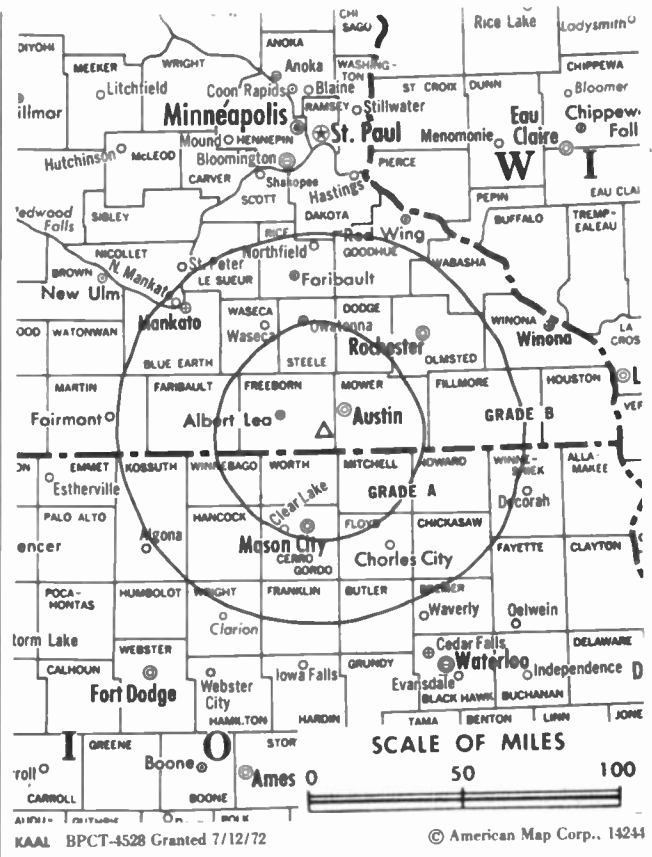 CHI
SAGO
Rice Lake
Ladysmith
ANOKA
WRIGHT
MEEKER
Anoka
WASHING-
TON
CHIPPEWA
Litchfield
Coon Rapids
Blaine
ST CROIX
DUNN
Bloomer
RAMSEY
Stillwater
Minneapolis
Eau
Claire
Chippew
Fall
Mound
HENNEPIN
St. Paul
Menomonie
Hutchinson
McLEOD
Bloomington
PIERCE
W I
CARVER
Shakopee
Hastings
SCOTT
DAKOTA
PEPIN
EAU CLAI
SIBLEY
Falls
BUFFALO
TREMP-
EALEAU
RICE
Red Wing
Northfield
GOODHUE
NICOLLET
St. Peter
WABASHA
BROWN
N. Mankato
LE SUEUR
Faribault
New Ulm
Mankato
WASECA
DODGE
WINONA
Waseca
Owatonna
Rochester
Winona
LA
CROS
WATONWAN
BLUE EARTH
STEELE
OLMSTED
MARTIN
FARIBAULT
FREEBORN
MOWER
FILLMORE
HOUSTON
L
Fairmont
Albert Lea
Austin
GRADE B
EMMET
KOSSUTH
WINNEBAGO
WORTH
MITCHELL
HOWARD
WINNE-
SHIEK
ALLA-
MAKEE
Estherville
GRADE A
Clear Lake
Decorah
PALO ALTO
HANCOCK
FLOYD
CHICKASAW
encer
Algona
Mason City
CERRO
GORDO
Charles City
FAYETTE
CLAYTON
POCA-
HONTAS
HUMBOLDT
WRIGHT
FRANKLIN
BUTLER
BREMER
Clarion
Waverly
Oelwein
torm Lake
WEBSTER
Cedar Falls
DELAWARE
CALHOUN
Iowa Falls
GRUNDY
Waterloo
Independence
D
Fort Dodge
Webster
City
Evansdale
BLACK HAWK
BUCHANAN
HAMILTON
HARDIN
TAMA
BENTON
LINN
JONE
I O
GREENE
STOR
SCALE OF MILES
Boone
Ames
0 50 100
CARROLL
BOONE
POLK
KAAL BPCT-4528 Granted 7/12/72
© American Map Corp., 14244